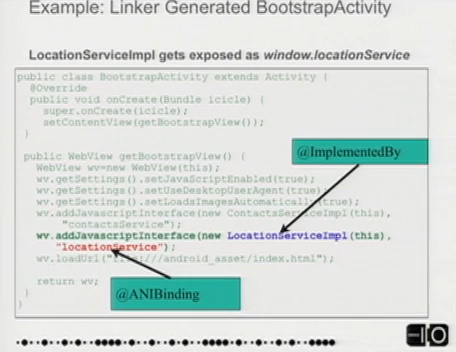 Example: Linker Generated BootstrapActivity
LocationServiceImpl gets exposed as window.locationService
public class BootstrapActivity extends Activity {
@Override
public void onCreate(Bundle icicle) {
super.onCreate(icicle);
setContentView(getBootstrapView());
}
public WebView getBootstrapView() {
@ImplementedBy
WebView wv=new WebView(this);
wv.getSettings().setJavaScriptEnabled(true);
wv.getSettings().setUseDesktopUserAgent(true);
wv.getSettings().setLoadsImagesAutomatically(true);
wv.addJavascriptInterface(new ContactsServiceImpl(this),
"contactsService");
wv.addJavascriptInterface(new LocationServiceImpl(this),
"locationService");
wv.loadUrl(" :///android_asset/index.html");
return wv;
@ANIBinding
}
}
IO